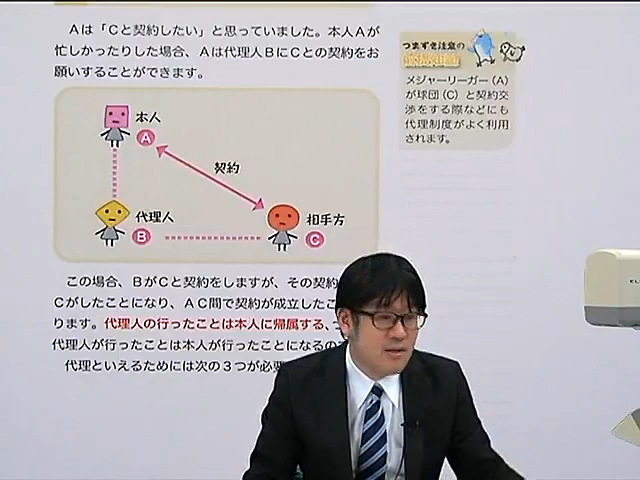 Aは「Cと契約したい」と思っていました。本人Aが
忙しかったりした場合、Aは代理人BにCとの契約をお
願いすることができます。
本人
A
契約
代理人
B
相手方
C
この場合、BがCと契約をしますが、その契約
Cがしたことになり、AC間で契約が成立したこ
ります。代理人の行ったことは本人に帰属する、
代理人が行ったことは本人が行ったことになるの
代理といえるためには次の3つが必要
つまずき注意の
前提知識
メジャーリーガー(A)
が球団(C)と契約交
渉をする際などにも
代理制度がよく利用
されます。